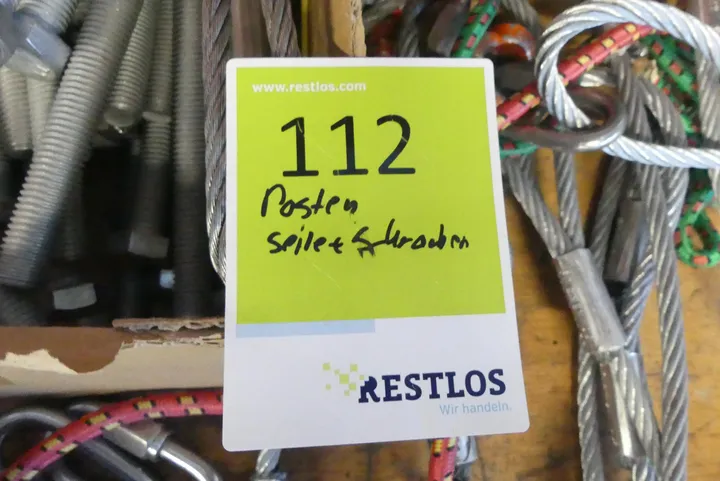 www.restlos.com
112
Posten
Seile + Schrauben
RESTLOS
Wir handeln.